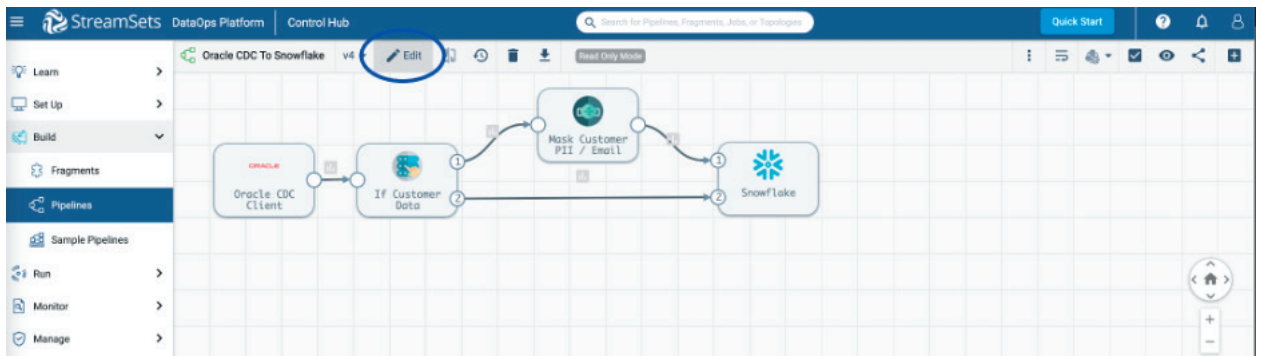 StreamSets DataOps Platform Control Hub Search for Pipelines, Fragments, Jobs, or Topologies Quick Start ?
Oracle CDC To Snowflake v4 Edit Read Only Mode
Learn
Set Up
Build
Fragments
Pipelines
Sample Pipelines
Run
Monitor
Manage
ORACLE
Oracle CDC
Client
If Customer
Data
1
2
Mask Customer
PII / Email
1
2
Snowflake
+
−